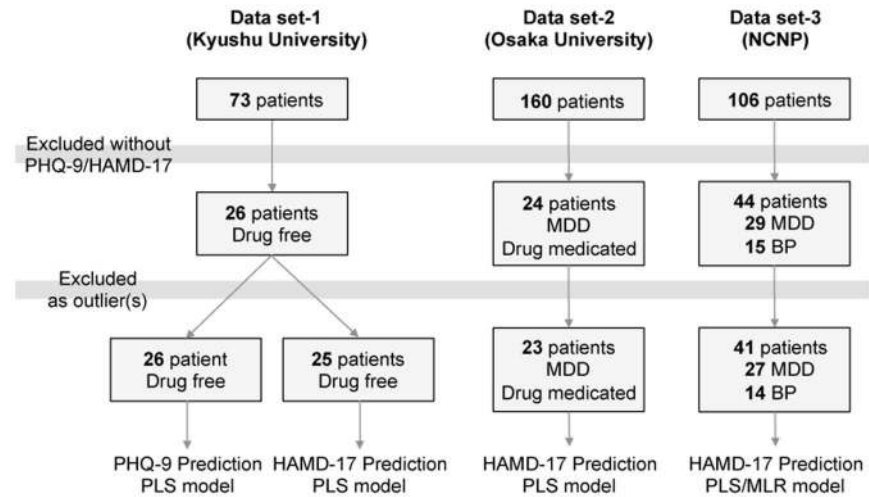 Data set-1
(Kyushu University)
Data set-2
(Osaka University)
Data set-3
(NCNP)
73 patients
160 patients
106 patients
Excluded without
PHQ-9/HAMD-17
26 patients
Drug free
24 patients
MDD
Drug medicated
44 patients
29 MDD
15 BP
Excluded
as outlier(s)
26 patient
Drug free
25 patients
Drug free
23 patients
MDD
Drug medicated
41 patients
27 MDD
14 BP
PHQ-9 Prediction
PLS model
HAMD-17 Prediction
PLS model
HAMD-17 Prediction
PLS model
HAMD-17 Prediction
PLS/MLR model